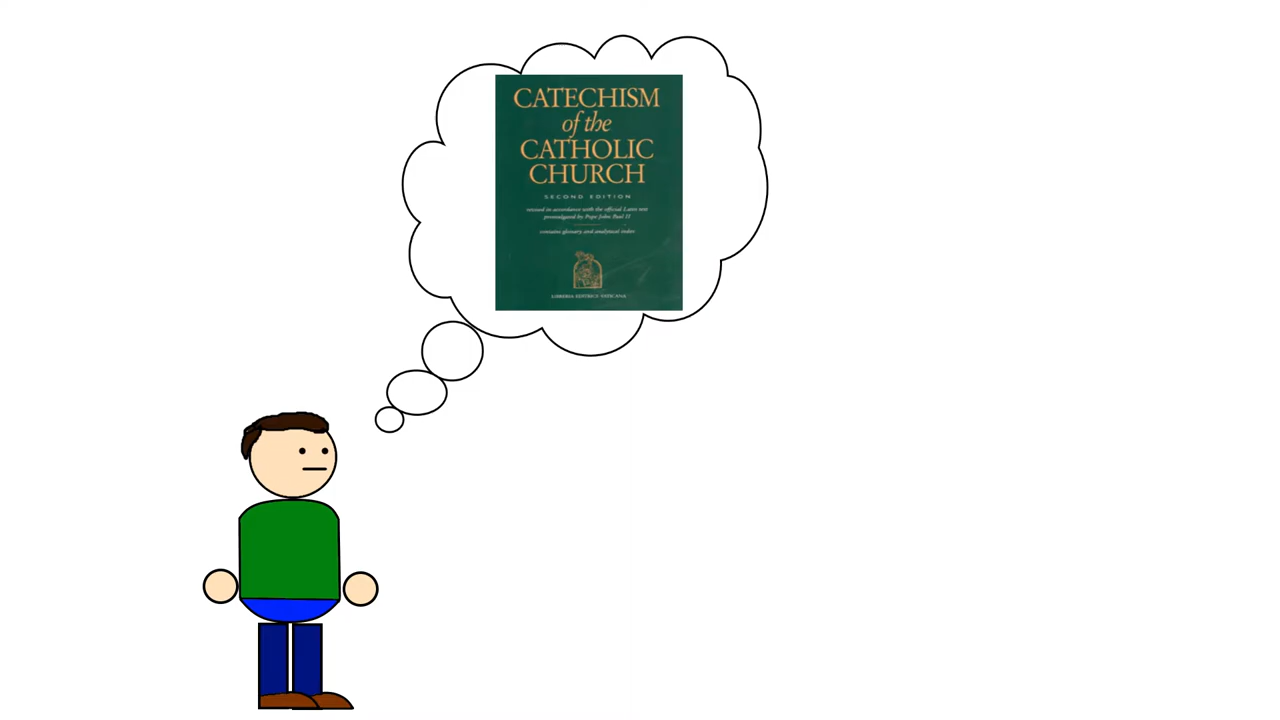 CATECHISM
of the
CATHOLIC
CHURCH
SECOND EDITION
revised in accordance with the official Latin text
promulgated by Pope John Paul II
contains glossary and analytical index
LIBRERIA EDITRICE VATICANA